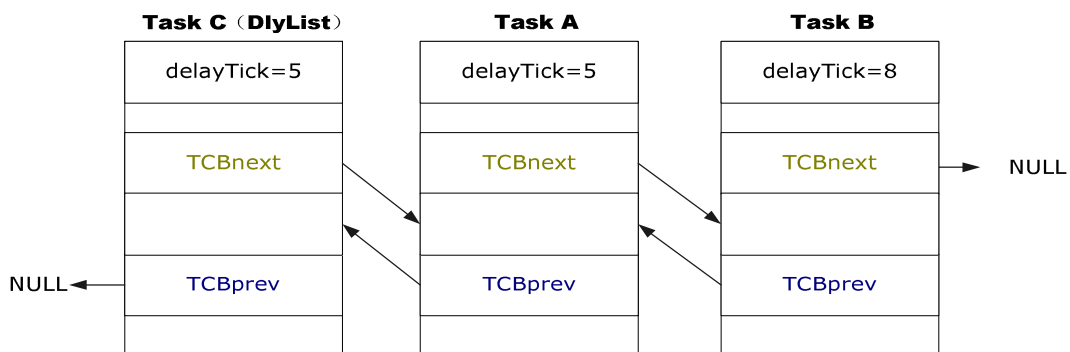 Task C（DlyList）
Task A
Task B
delayTick=5
delayTick=5
delayTick=8
TCBnext
TCBnext
TCBnext
NULL
NULL
TCBprev
TCBprev
TCBprev